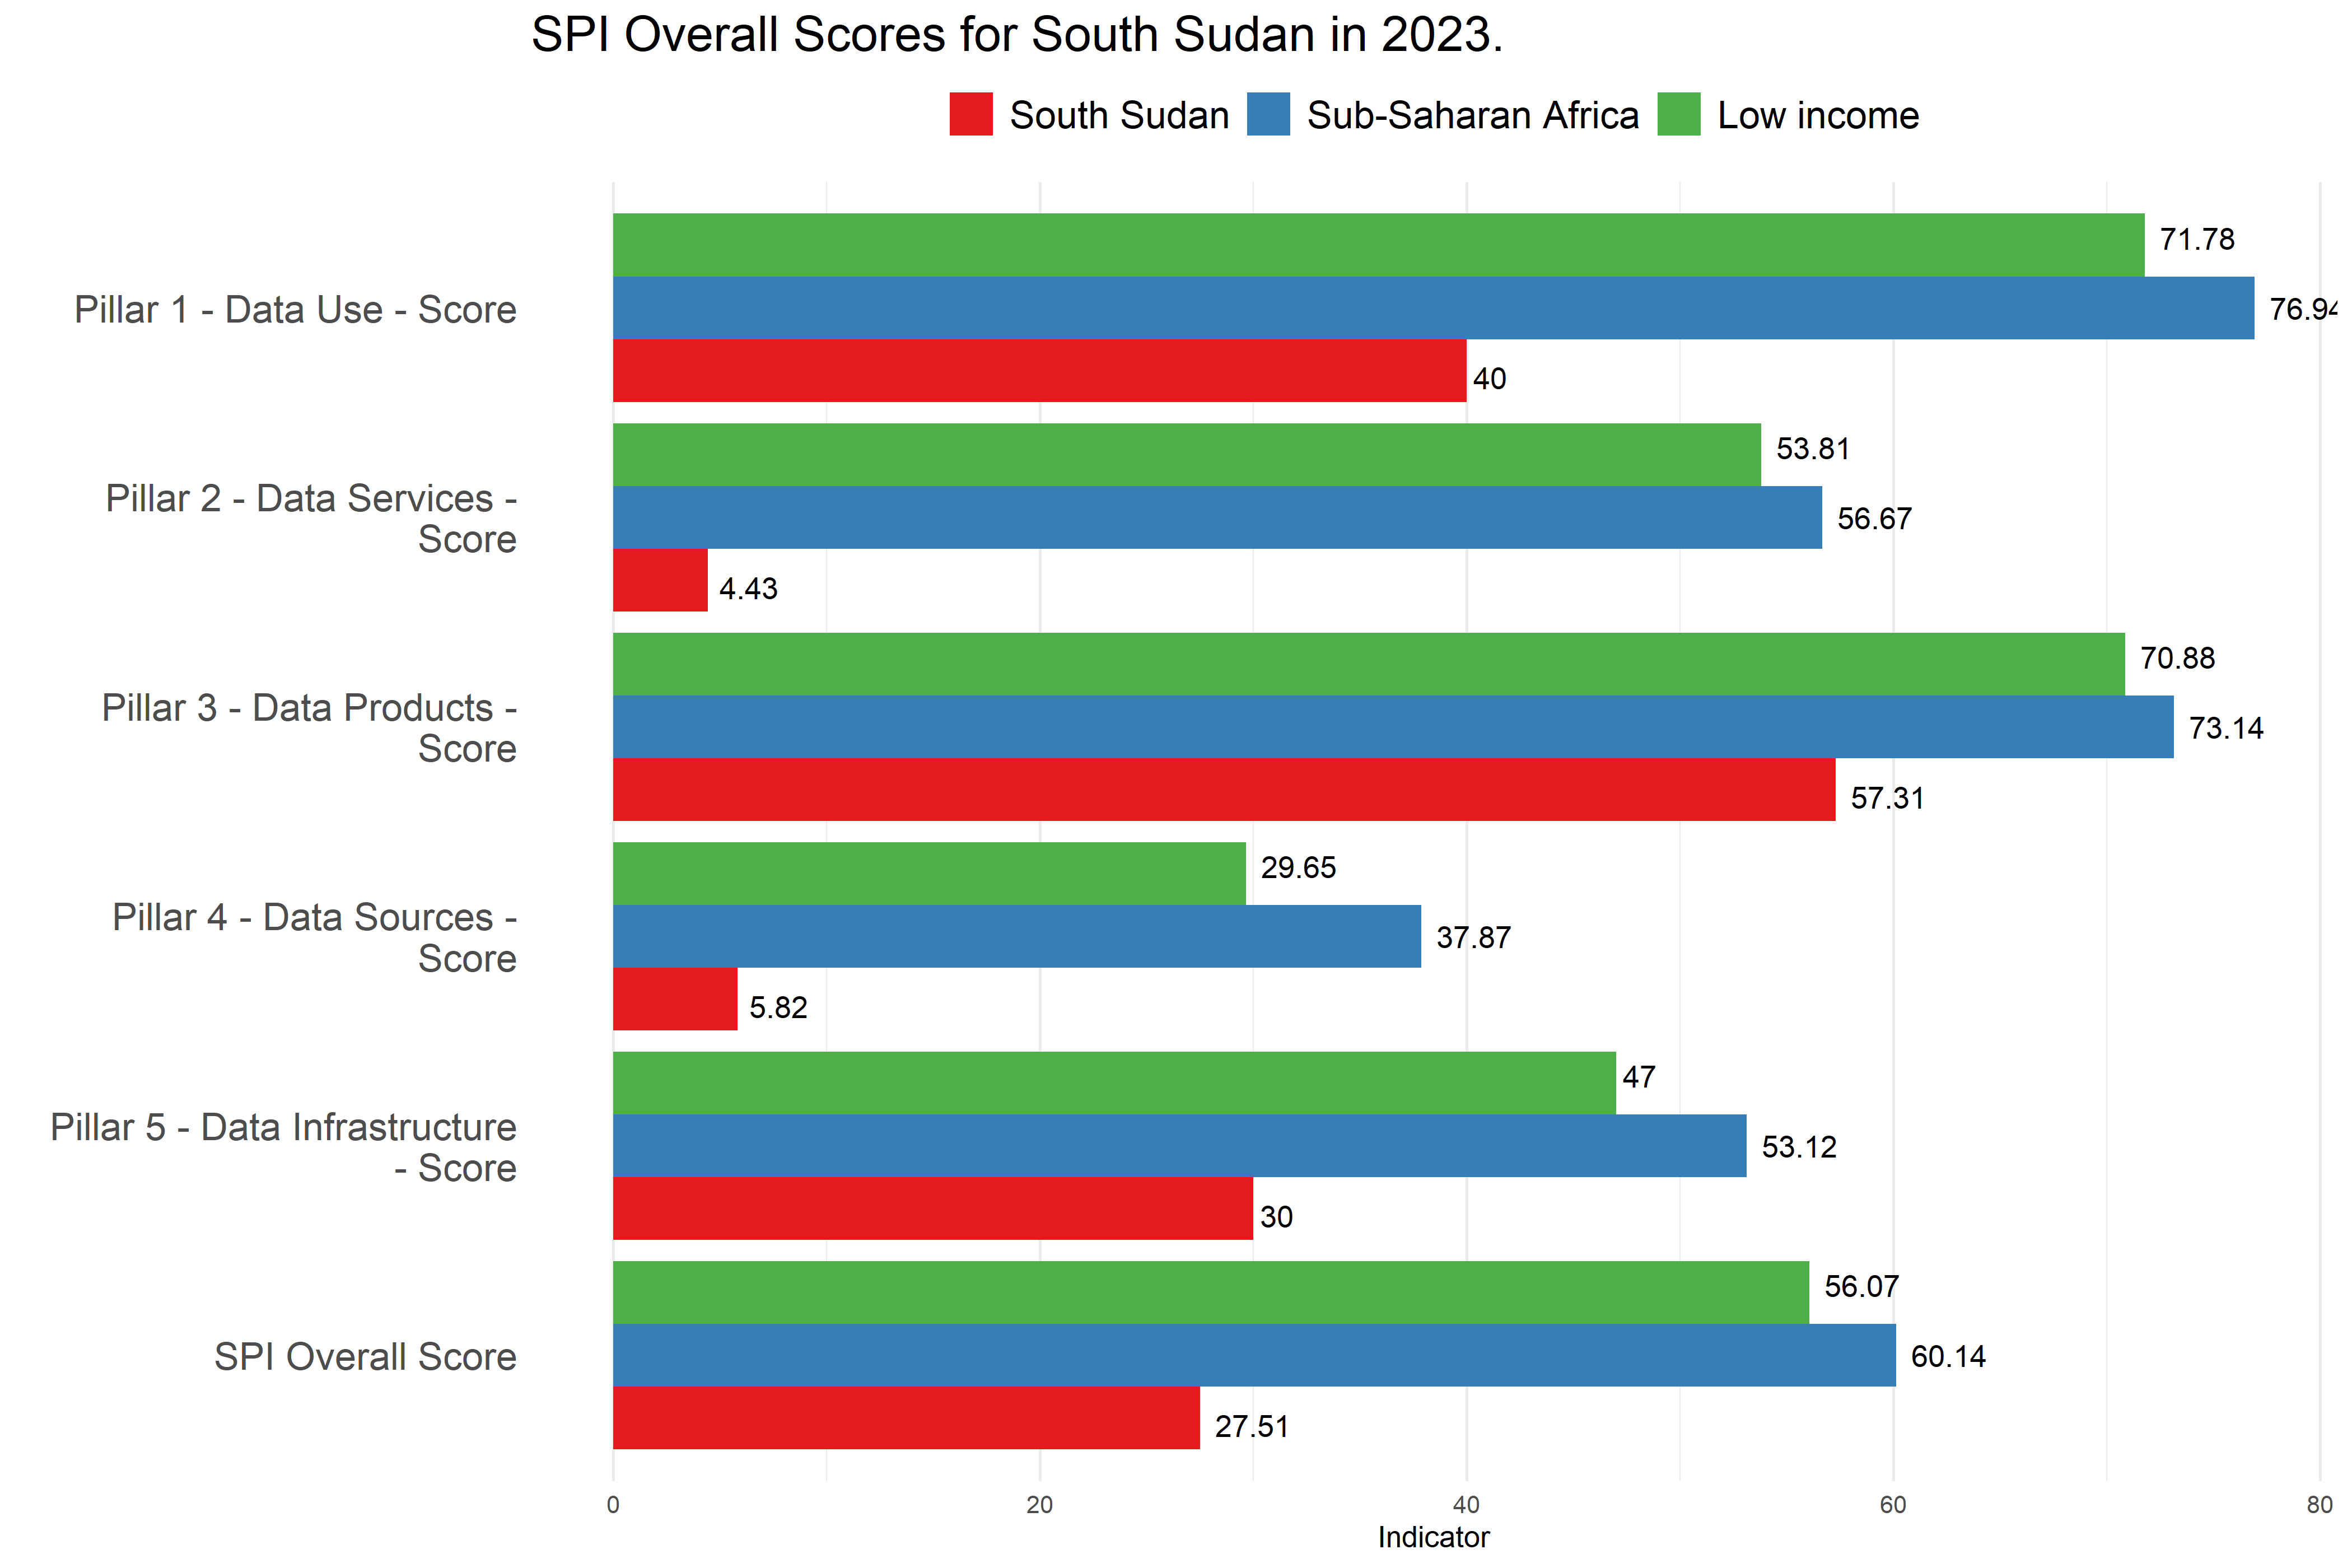 SPI Overall Scores for South Sudan in 2023.
South Sudan Sub-Saharan Africa Low income
71.78
Pillar 1 - Data Use - Score
76.94
40
53.81
Pillar 2 - Data Services -
Score
56.67
4.43
70.88
Pillar 3 - Data Products -
Score
73.14
57.31
29.65
Pillar 4 - Data Sources -
Score
37.87
5.82
47
Pillar 5 - Data Infrastructure
- Score
53.12
30
56.07
SPI Overall Score
60.14
27.51
0 20 40 60 80
Indicator